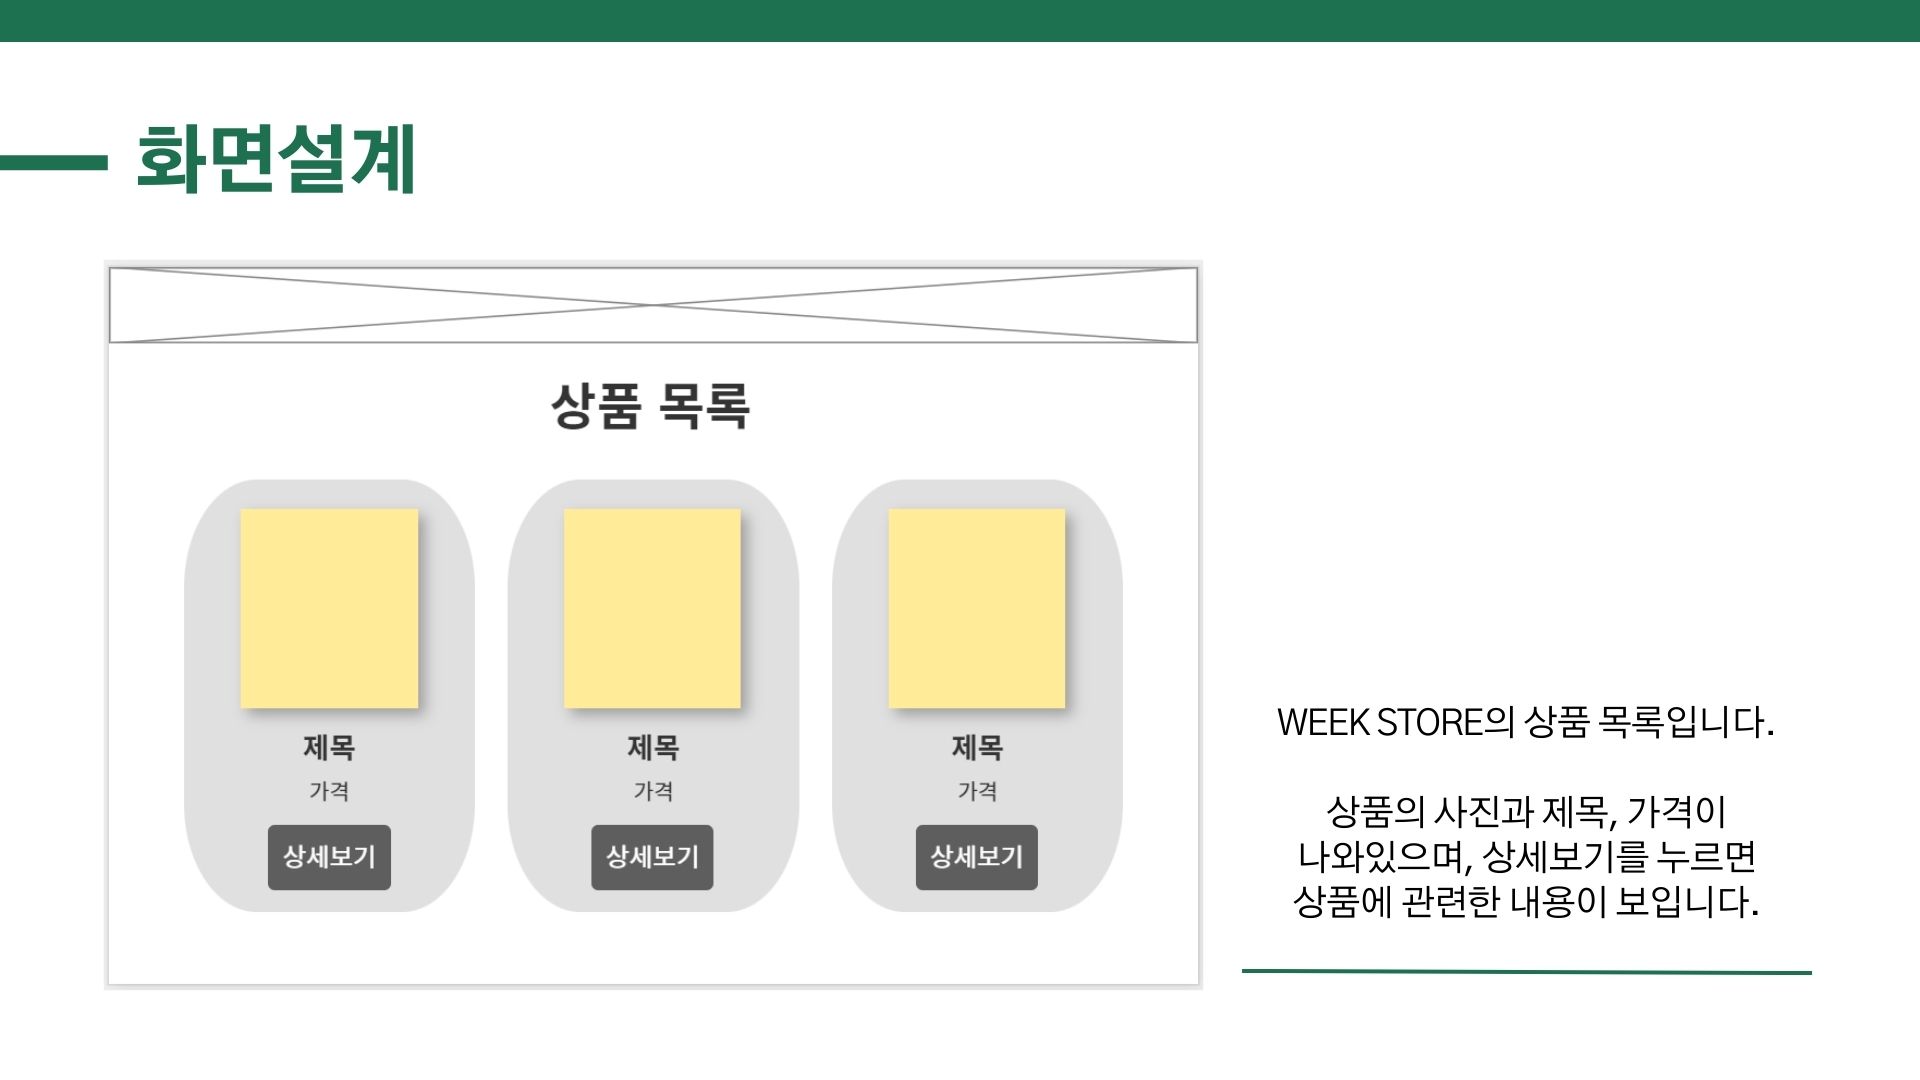 화면설계
상품 목록
제목 제목 제목
가격 가격 가격
상세보기 상세보기 상세보기
WEEK STORE의 상품 목록입니다.
상품의 사진과 제목, 가격이
나와있으며, 상세보기를 누르면
상품에 관련한 내용이 보입니다.